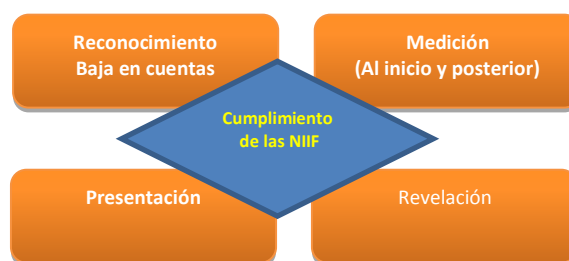 Reconocimiento
Baja en cuentas
Medición
(Al inicio y posterior)
Cumplimiento
de las NIIF
Presentación
Revelación